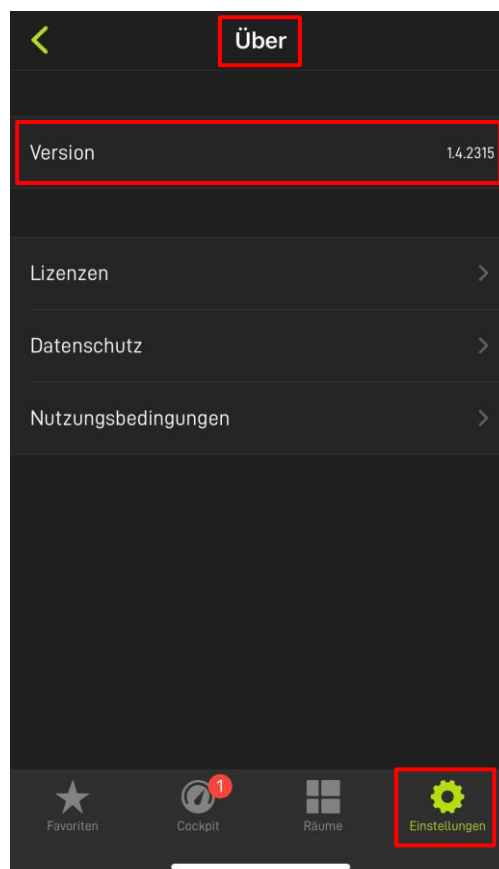 Über
Version 1.4.2315
Lizenzen
Datenschutz
Nutzungsbedingungen
1
Favoriten Cockpit Räume Einstellungen